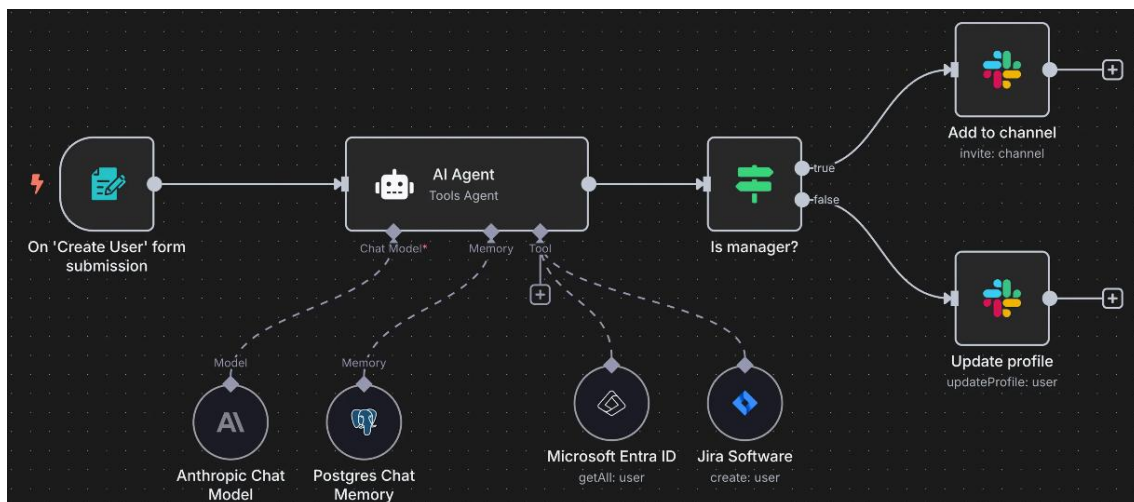 On 'Create User' form
submission
AI Agent
Tools Agent
Chat Model*
Memory
Tool
Is manager?
true
false
Add to channel
invite: channel
Update profile
updateProfile: user
Model
Memory
Anthropic Chat
Model
Postgres Chat
Memory
Microsoft Entra ID
getAll: user
Jira Software
create: user